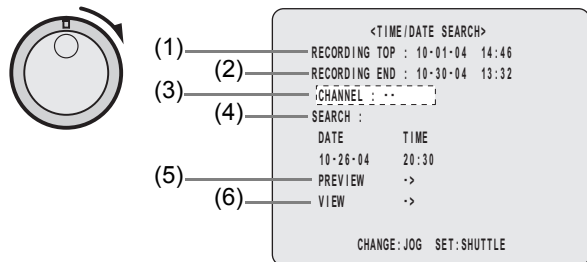 <TIME/DATE SEARCH>
(1) RECORDING TOP : 10-01-04 14:46
(2) RECORDING END : 10-30-04 13:32
(3) CHANNEL : --
(4) SEARCH :
DATE TIME
10-26-04 20:30
(5) PREVIEW ->
(6) VIEW ->
CHANGE:JOG SET:SHUTTLE